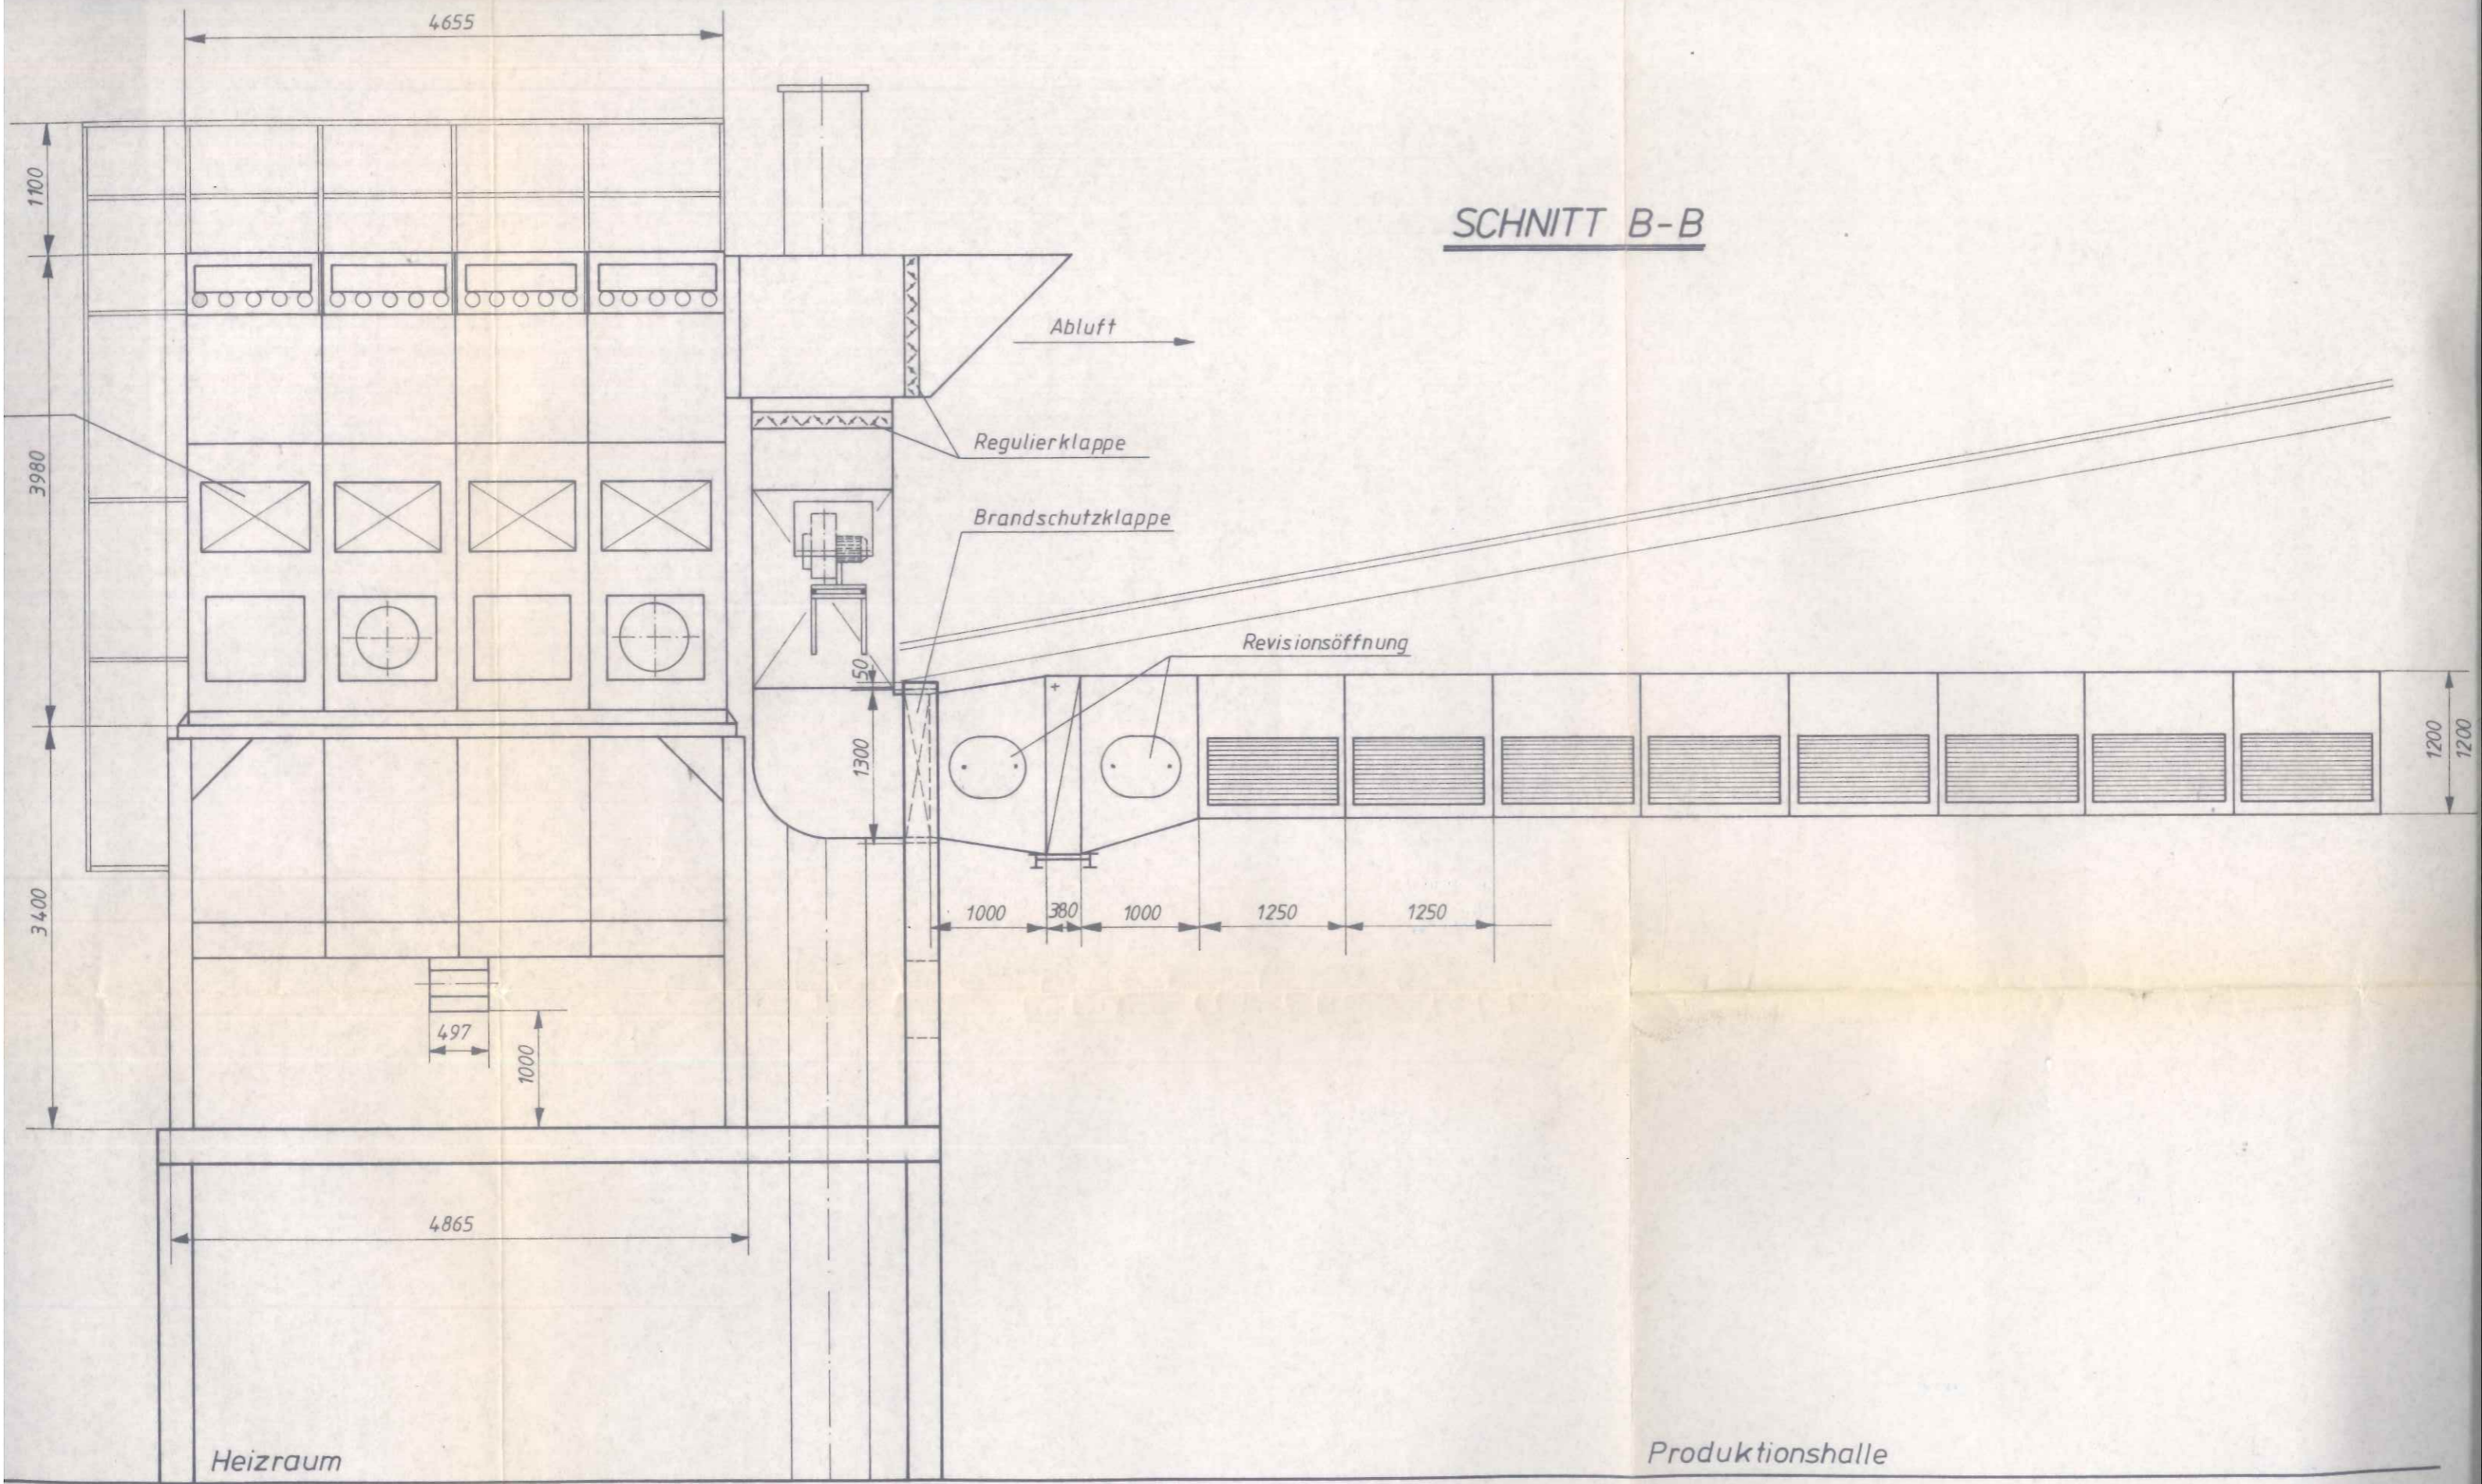 4655
1100
SCHNITT B-B
Abluft
Regulierklappe
3980
Brandschutzklappe
Revisionsöffnung
50
1300
1200
1200
3400
1000
380
1000
1250
1250
497
1000
4865
Heizraum
Produktionshalle